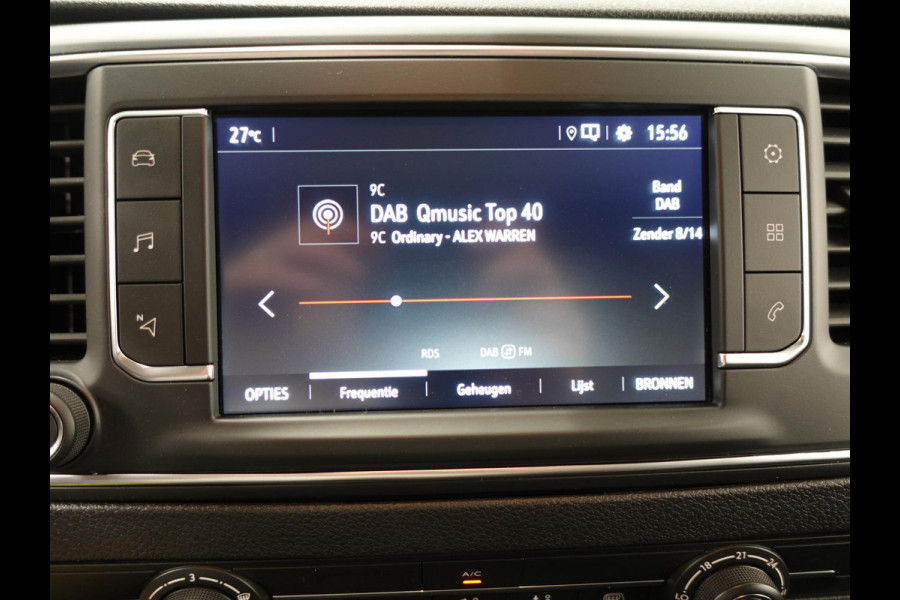 27°C
15:56
9C
DAB Qmusic Top 40
9C Ordinary - ALEX WARREN
Band
DAB
Zender 8/14
N
RDS
DAB FM
OPTIES
Frequentie
Geheugen
Lijst
BRONNEN
3
A/C
LO 18 21 24